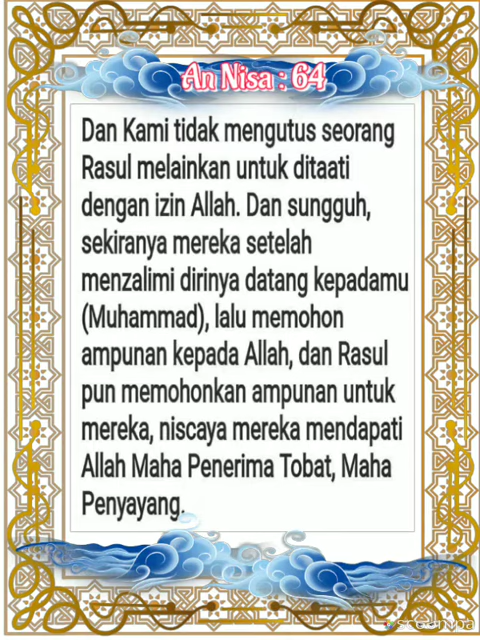 An Nisa : 64
Dan Kami tidak mengutus seorang
Rasul melainkan untuk ditaati
dengan izin Allah. Dan sungguh,
sekiranya mereka setelah
menzalimi dirinya datang kepadamu
(Muhammad), lalu memohon
ampunan kepada Allah, dan Rasul
pun memohonkan ampunan untuk
mereka, niscaya mereka mendapati
Allah Maha Penerima Tobat, Maha
Penyayang.